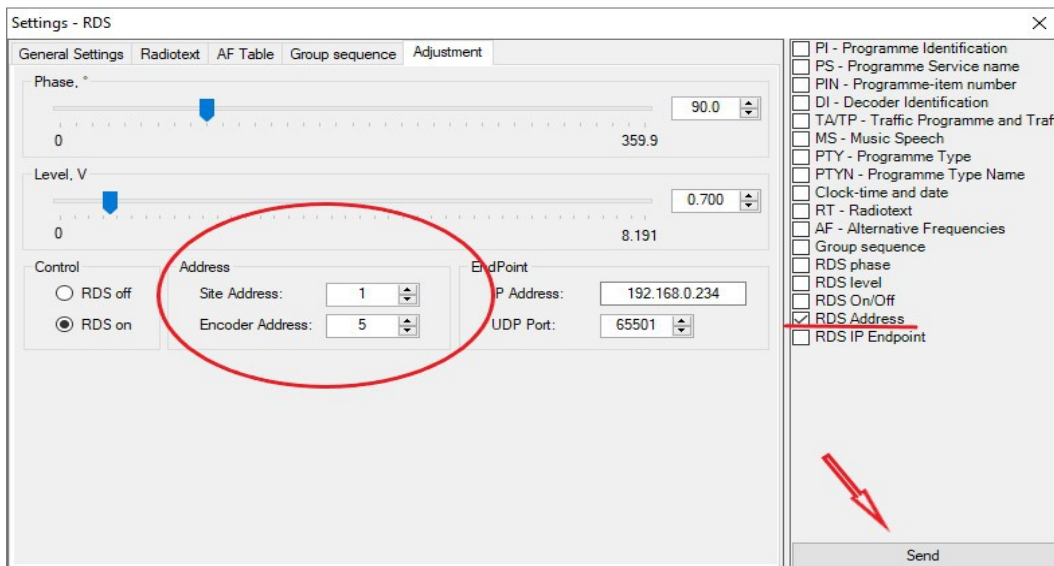 Settings - RDS
General Settings Radiotext AF Table Group sequence Adjustment
Phase, °
90.0
0 359.9
Level, V
0.700
0 8.191
Control
RDS off
RDS on
Address
Site Address: 1
Encoder Address: 5
EndPoint
P Address: 192.168.0.234
UDP Port: 65501
PI - Programme Identification
PS - Programme Service name
PIN - Programme-item number
DI - Decoder Identification
TA/TP - Traffic Programme and Traf
MS - Music Speech
PTY - Programme Type
PTYN - Programme Type Name
Clock-time and date
RT - Radiotext
AF - Alternative Frequencies
Group sequence
RDS phase
RDS level
RDS On/Off
RDS Address
RDS IP Endpoint
Send